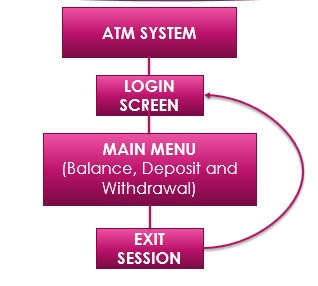 ATM SYSTEM
LOGIN
SCREEN
MAIN MENU
(Balance, Deposit and
Withdrawal)
EXIT
SESSION